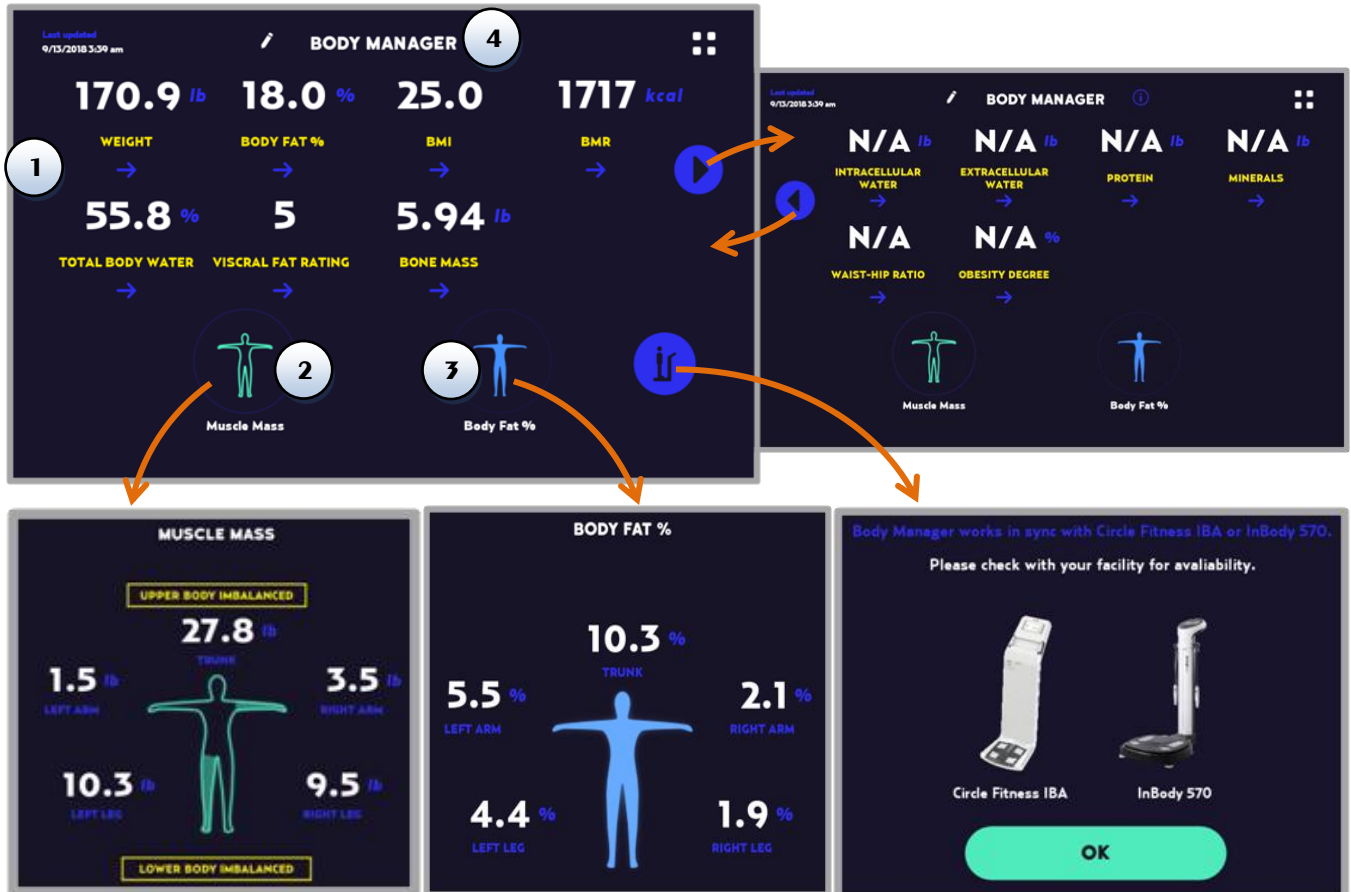 Last updated
9/13/2018 3:39 am
BODY MANAGER
4
170.9 lb
18.0 %
25.0
1717 kcal
WEIGHT
BODY FAT %
BMI
BMR
1
55.8 %
5
5.94 lb
TOTAL BODY WATER
VISCRAL FAT RATING
BONE MASS
2
3
Muscle Mass
Body Fat %
Last updated
9/13/2018 3:39 am
BODY MANAGER
i
N/A lb
N/A lb
N/A lb
N/A lb
INTRACELLULAR
WATER
EXTRACELLULAR
WATER
PROTEIN
MINERALS
N/A
N/A %
WAIST-HIP RATIO
OBESITY DEGREE
Muscle Mass
Body Fat %
MUSCLE MASS
UPPER BODY IMBALANCED
27.8 lb
TRUNK
1.5 lb
LEFT ARM
3.5 lb
RIGHT ARM
10.3 lb
LEFT LEG
9.5 lb
RIGHT LEG
LOWER BODY IMBALANCED
BODY FAT %
10.3 %
TRUNK
5.5 %
LEFT ARM
2.1 %
RIGHT ARM
4.4 %
LEFT LEG
1.9 %
RIGHT LEG
Body Manager works in sync with Circle Fitness IBA or InBody 570.
Please check with your facility for avaliability.
Circle Fitness IBA
InBody 570
OK